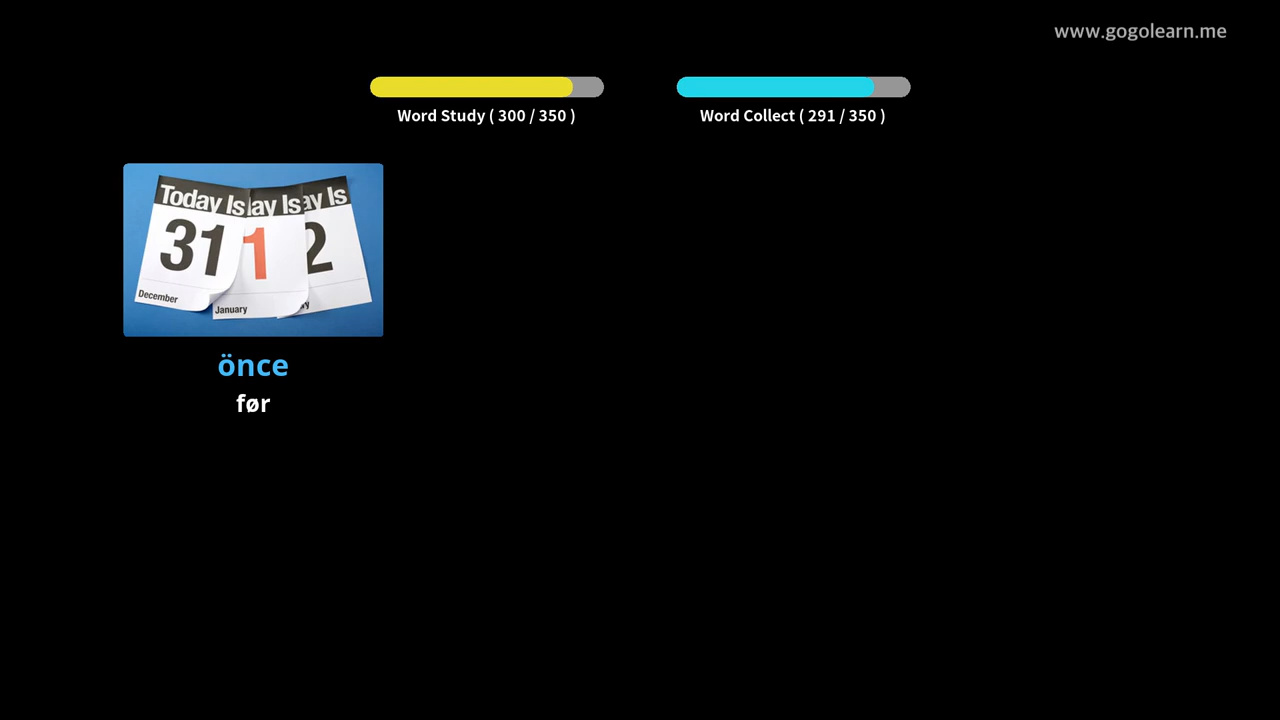 www.gogolearn.me
Word Study ( 300 / 350 )
Word Collect ( 291 / 350 )
Today Is
ay Is
ay Is
31
1
2
December
January
ry
önce
før